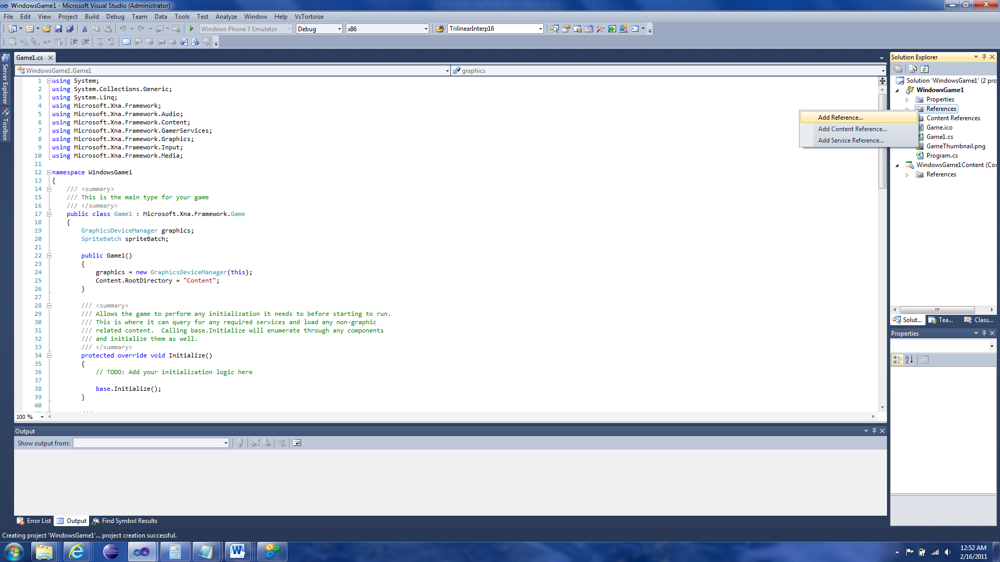 WindowsGame1 - Microsoft Visual Studio (Administrator)
File Edit View Project Build Debug Team Data Tools Test Analyze Window Help VsTortoise
Windows Phone 7 Emulator Debug x86 TrilinearInterp16
Server Explorer
Toolbox
Game1.cs
WindowsGame1.Game1 graphics
1 using System;
2 using System.Collections.Generic;
3 using System.Linq;
4 using Microsoft.Xna.Framework;
5 using Microsoft.Xna.Framework.Audio;
6 using Microsoft.Xna.Framework.Content;
7 using Microsoft.Xna.Framework.GamerServices;
8 using Microsoft.Xna.Framework.Graphics;
9 using Microsoft.Xna.Framework.Input;
10 using Microsoft.Xna.Framework.Media;
11
12 namespace WindowsGame1
13 {
14 /// <summary>
15 /// This is the main type for your game
16 /// </summary>
17 public class Game1 : Microsoft.Xna.Framework.Game
18 {
19 GraphicsDeviceManager graphics;
20 SpriteBatch spriteBatch;
21
22 public Game1()
23 {
24 graphics = new GraphicsDeviceManager(this);
25 Content.RootDirectory = "Content";
26 }
27
28 /// <summary>
29 /// Allows the game to perform any initialization it needs to before starting to run.
30 /// This is where it can query for any required services and load any non-graphic
31 /// related content.  Calling base.Initialize will enumerate through any components
32 /// and initialize them as well.
33 /// </summary>
34 protected override void Initialize()
35 {
36 // TODO: Add your initialization logic here
37
38 base.Initialize();
39 }
40
100 %
Add Reference...
Add Content Reference...
Add Service Reference...
Solution Explorer
Solution 'WindowsGame1' (2 pro
WindowsGame1
Properties
References
Content References
Game.ico
Game1.cs
GameThumbnail.png
Program.cs
WindowsGame1Content (Co
References
Solut... Tea... Class...
Properties
Output
Show output from:
Error List Output Find Symbol Results
Creating project 'WindowsGame1'... project creation successful.
12:52 AM
2/16/2011